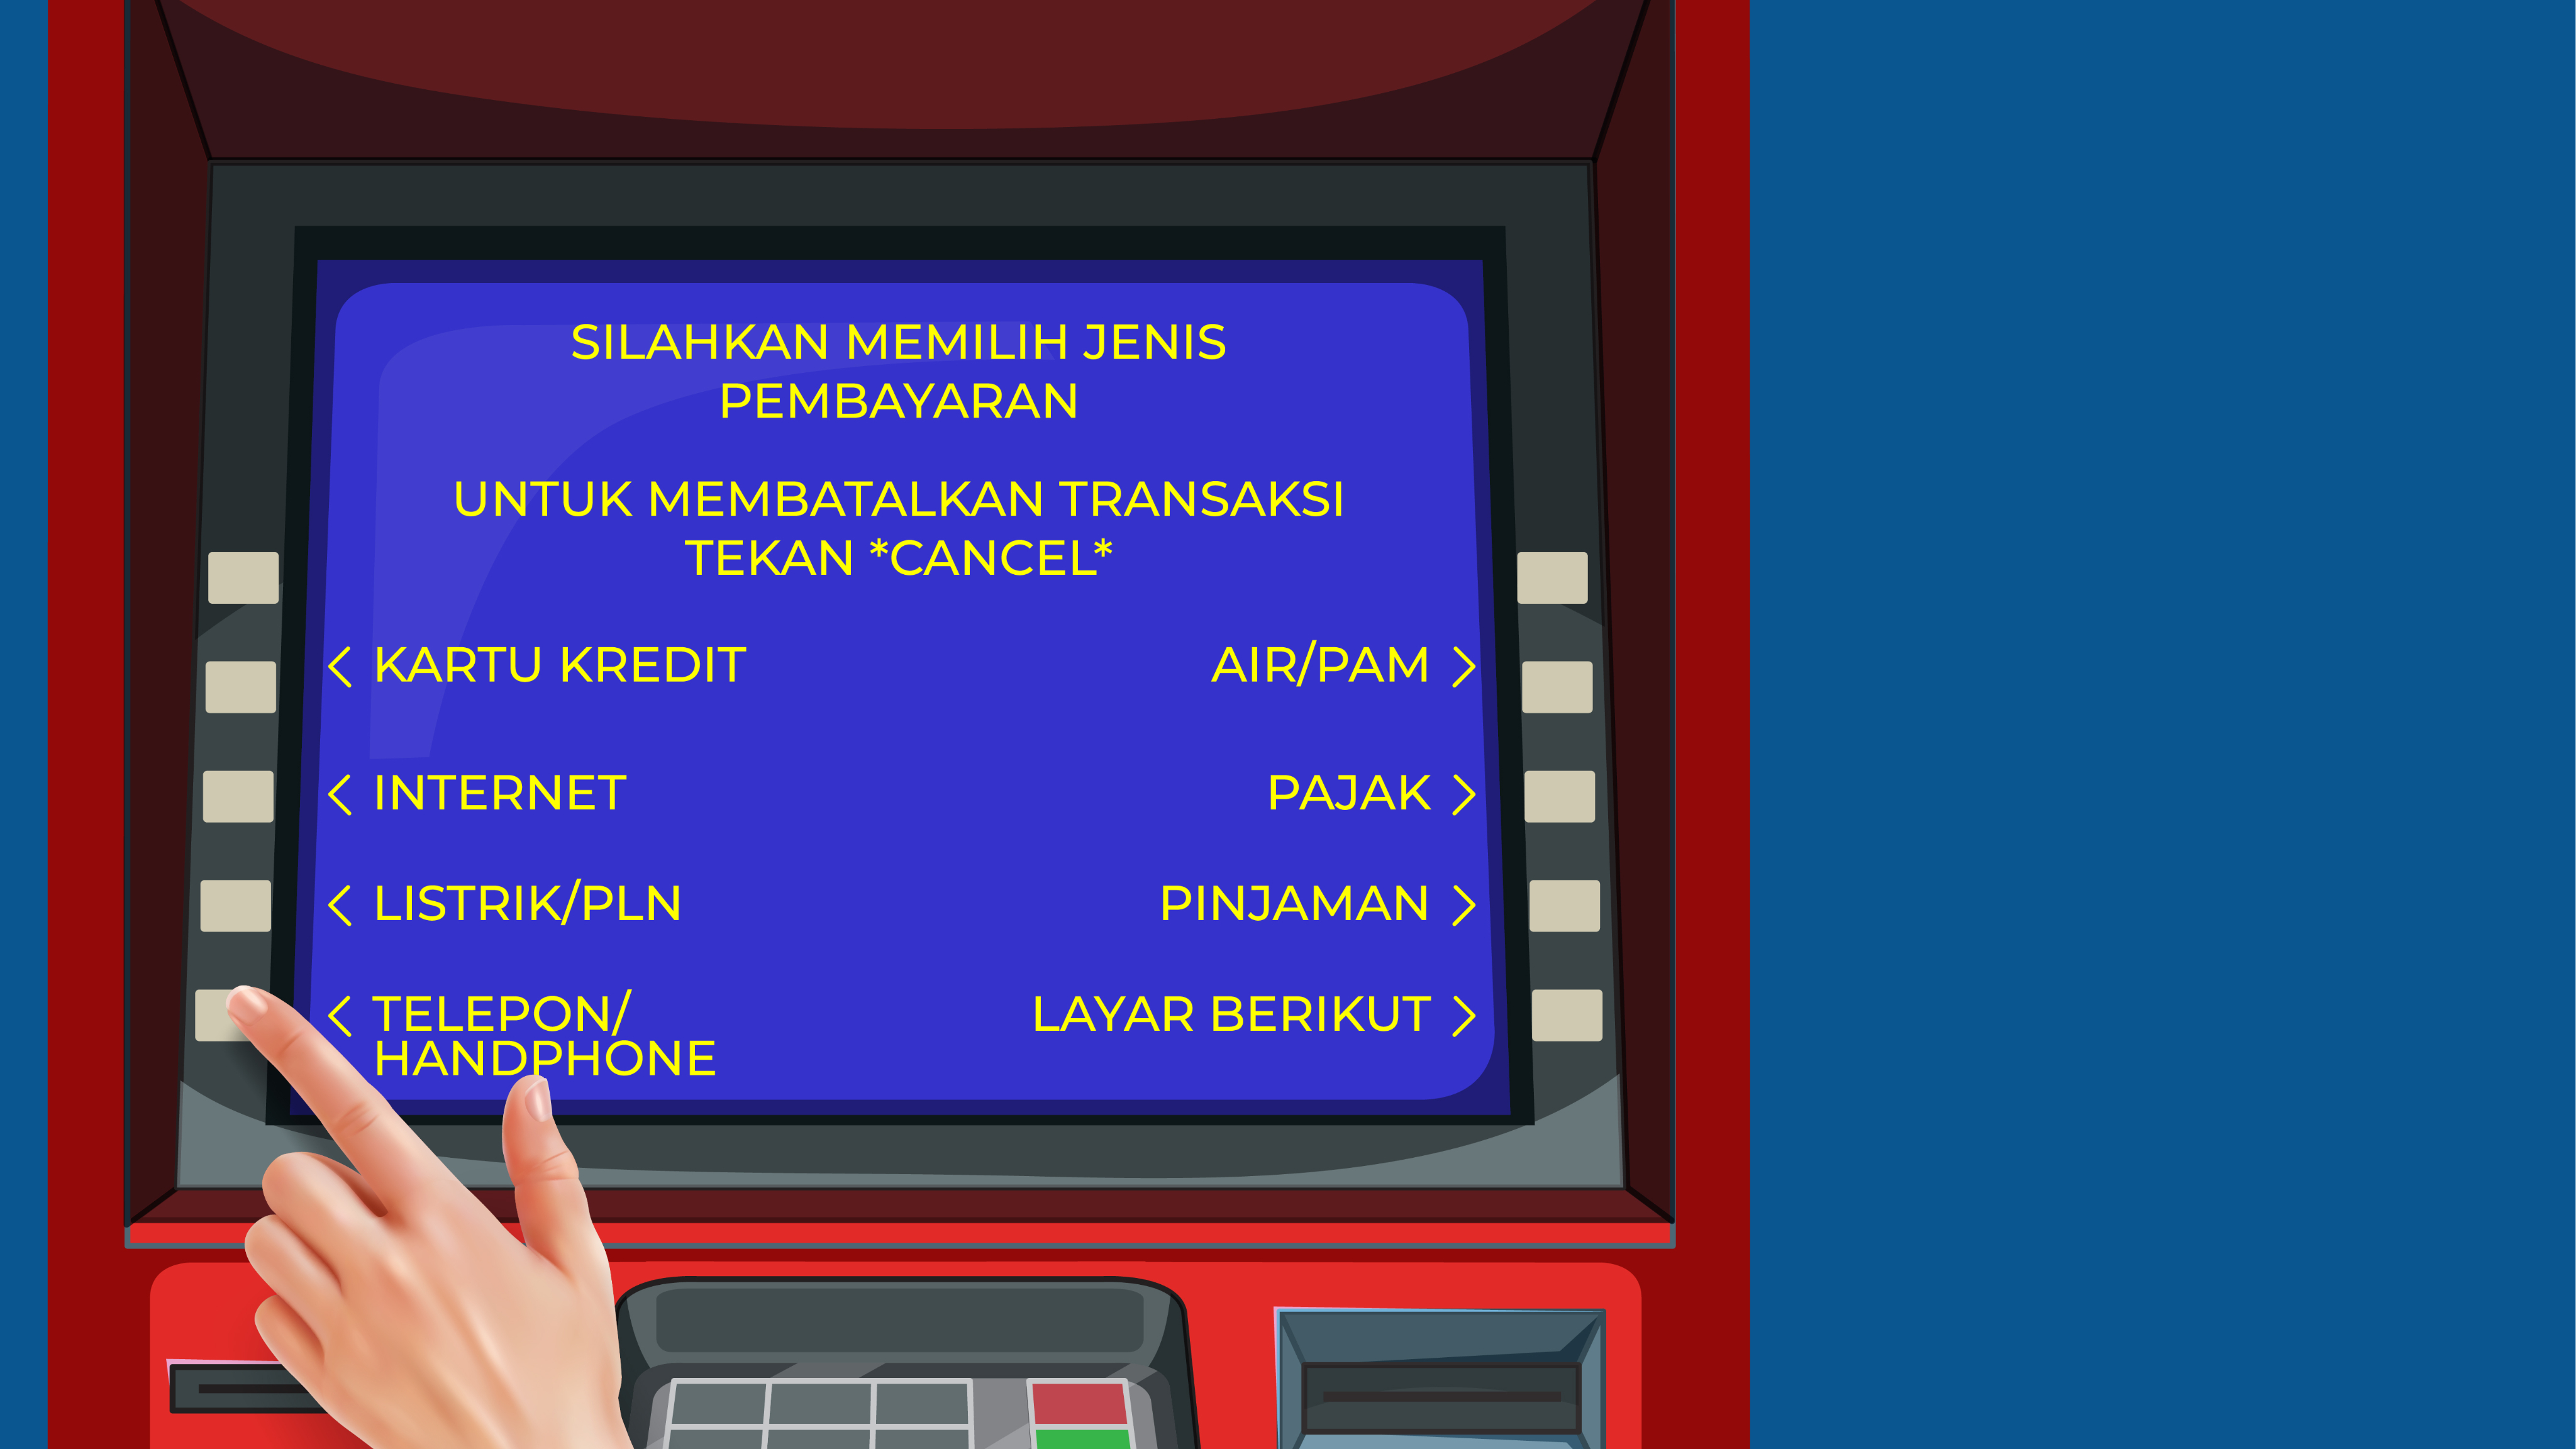 SILAHKAN MEMILIH JENIS
PEMBAYARAN
UNTUK MEMBATALKAN TRANSAKSI
TEKAN *CANCEL*
< KARTU KREDIT
< INTERNET
< LISTRIK/PLN
< TELEPON/
HANDPHONE
AIR/PAM >
PAJAK >
PINJAMAN >
LAYAR BERIKUT >